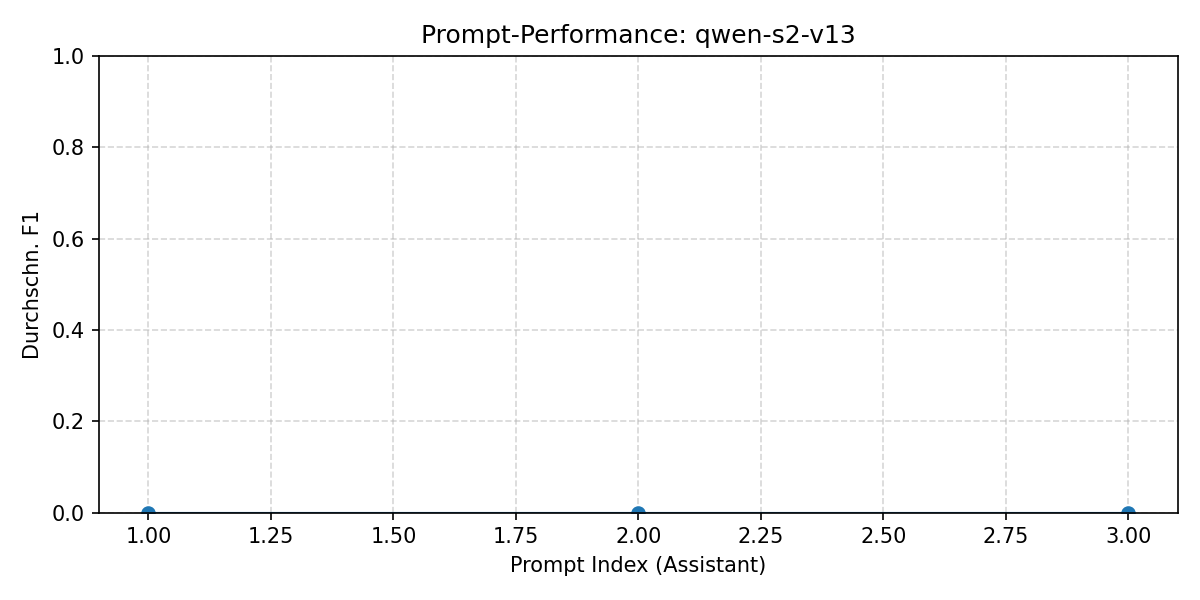 Prompt-Performance: qwen-s2-v13
1.0
0.8
0.6
0.4
0.2
0.0
Durchschn. F1
1.00 1.25 1.50 1.75 2.00 2.25 2.50 2.75 3.00
Prompt Index (Assistant)